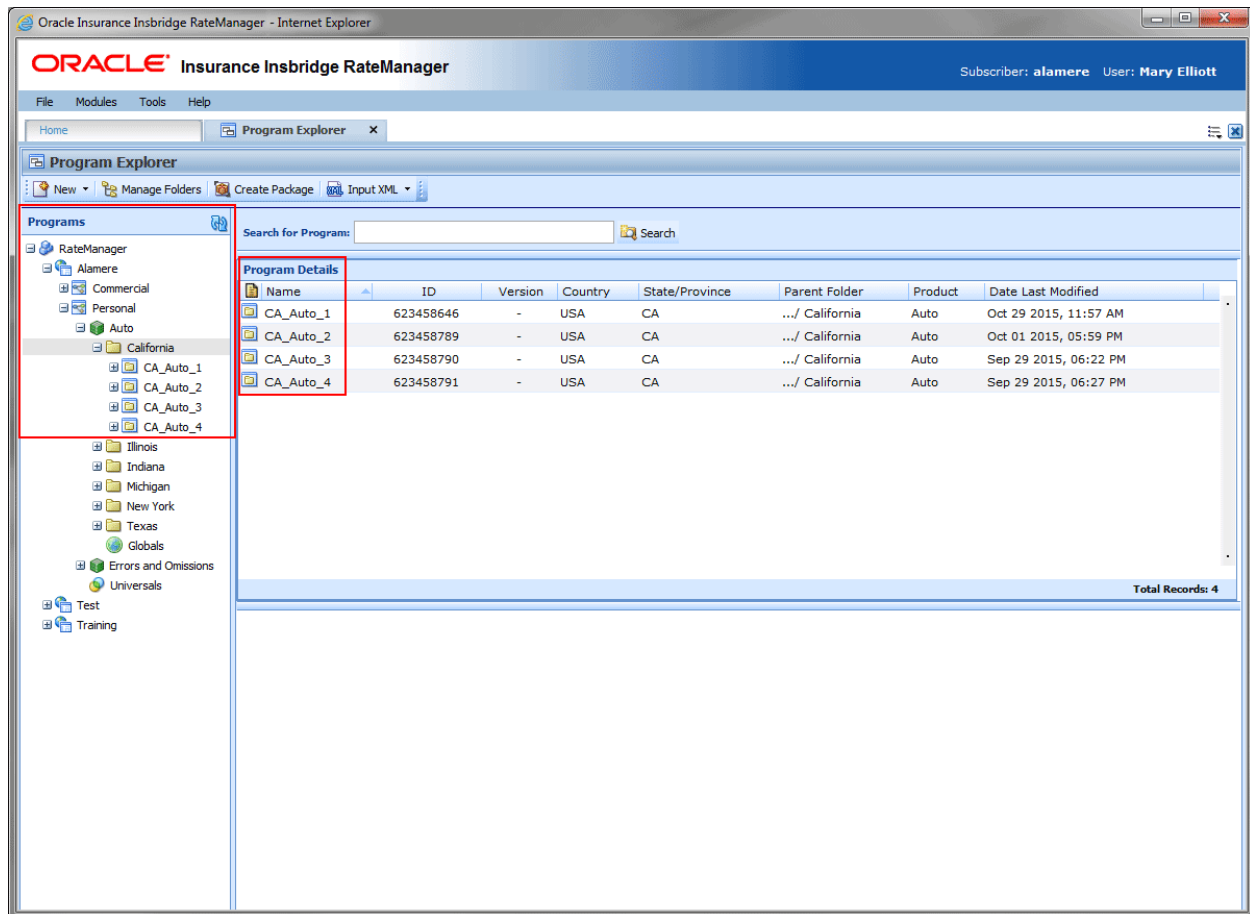 Oracle Insurance Insbridge RateManager - Internet Explorer
ORACLE Insurance Insbridge RateManager
Subscriber: alamere User: Mary Elliott
File Modules Tools Help
Home Program Explorer x
Program Explorer
New Manage Folders Create Package Input XML
Programs
RateManager
Alamere
Commercial
Personal
Auto
California
CA_Auto_1
CA_Auto_2
CA_Auto_3
CA_Auto_4
Illinois
Indiana
Michigan
New York
Texas
Globals
Errors and Omissions
Universals
Test
Training
Search for Program: Search
Program Details
Name ID Version Country State/Province Parent Folder Product Date Last Modified
CA_Auto_1 623458646 - USA CA .../ California Auto Oct 29 2015, 11:57 AM
CA_Auto_2 623458789 - USA CA .../ California Auto Oct 01 2015, 05:59 PM
CA_Auto_3 623458790 - USA CA .../ California Auto Sep 29 2015, 06:22 PM
CA_Auto_4 623458791 - USA CA .../ California Auto Sep 29 2015, 06:27 PM
Total Records: 4